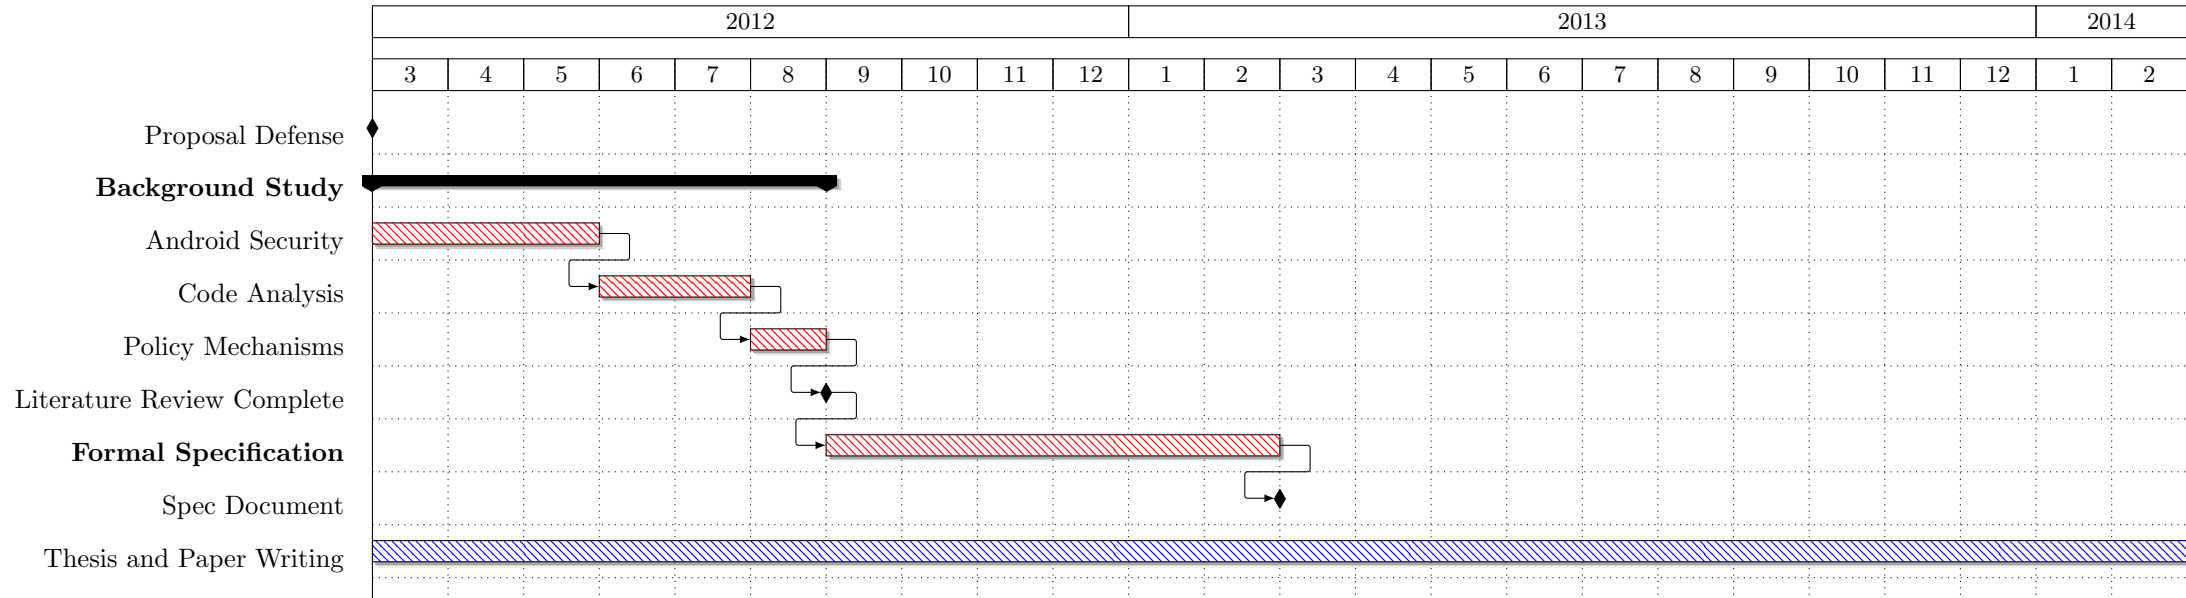 2012 2013 2014
3 4 5 6 7 8 9 10 11 12 1 2 3 4 5 6 7 8 9 10 11 12 1 2
Proposal Defense
Background Study
Android Security
Code Analysis
Policy Mechanisms
Literature Review Complete
Formal Specification
Spec Document
Thesis and Paper Writing